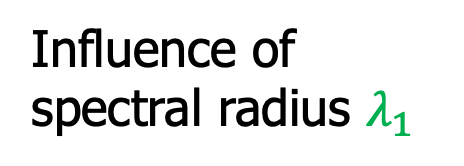 Influence of
spectral radius λ₁